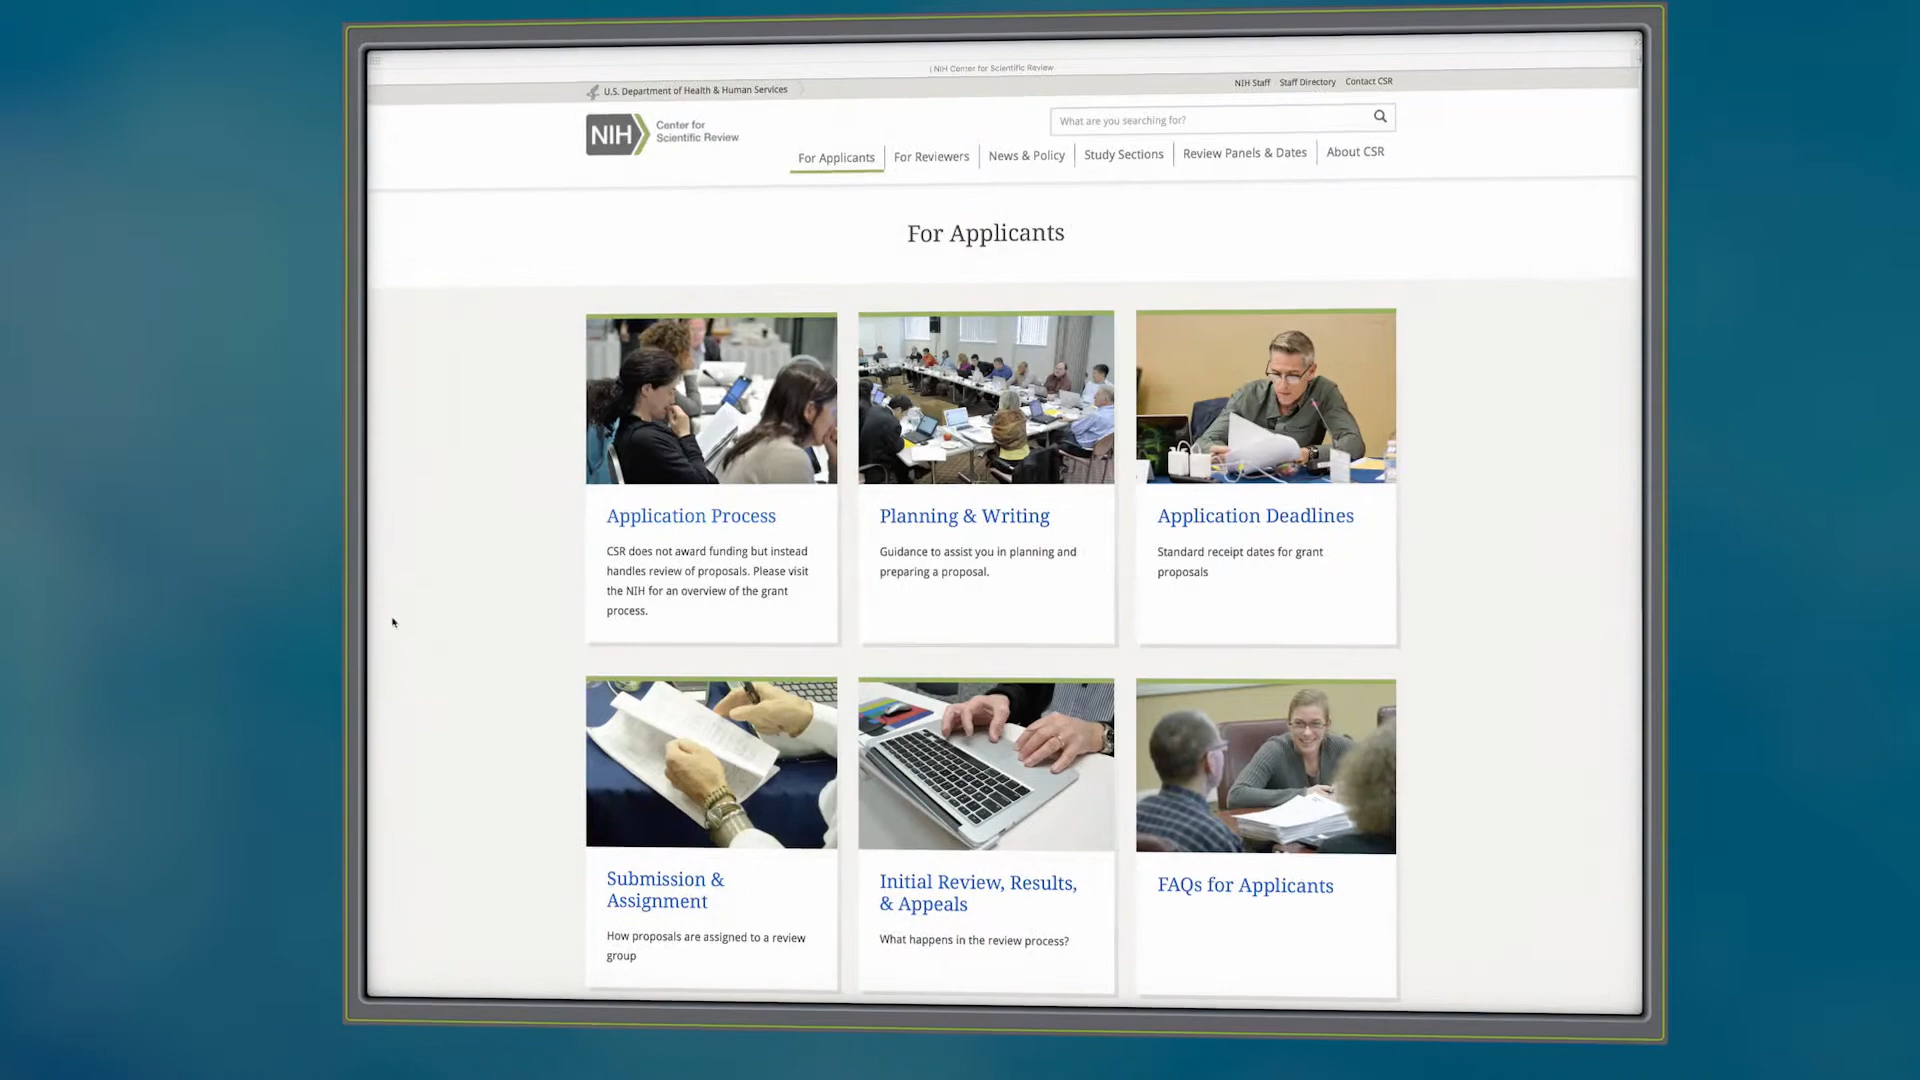 | NIH Center for Scientific Review
U.S. Department of Health & Human Services
NIH Staff Staff Directory Contact CSR
NIH Center for
Scientific Review
What are you searching for?
For Applicants For Reviewers News & Policy Study Sections Review Panels & Dates About CSR
For Applicants
Application Process
CSR does not award funding but instead
handles review of proposals. Please visit
the NIH for an overview of the grant
process.
Planning & Writing
Guidance to assist you in planning and
preparing a proposal.
Application Deadlines
Standard receipt dates for grant
proposals
Submission &
Assignment
How proposals are assigned to a review
group
Initial Review, Results,
& Appeals
What happens in the review process?
FAQs for Applicants